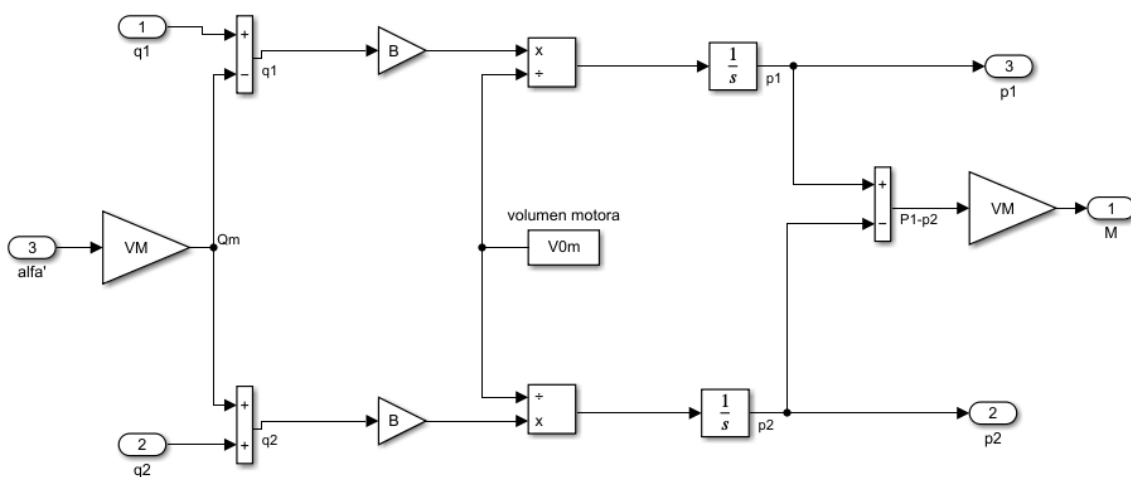 1
q1
+
−
q1
B
x
÷
1
s
p1
3
p1
3
alfa'
VM
Qm
volumen motora
V0m
+
−
P1-p2
VM
1
M
+
+
2
q2
q2
B
÷
x
1
s
p2
2
p2